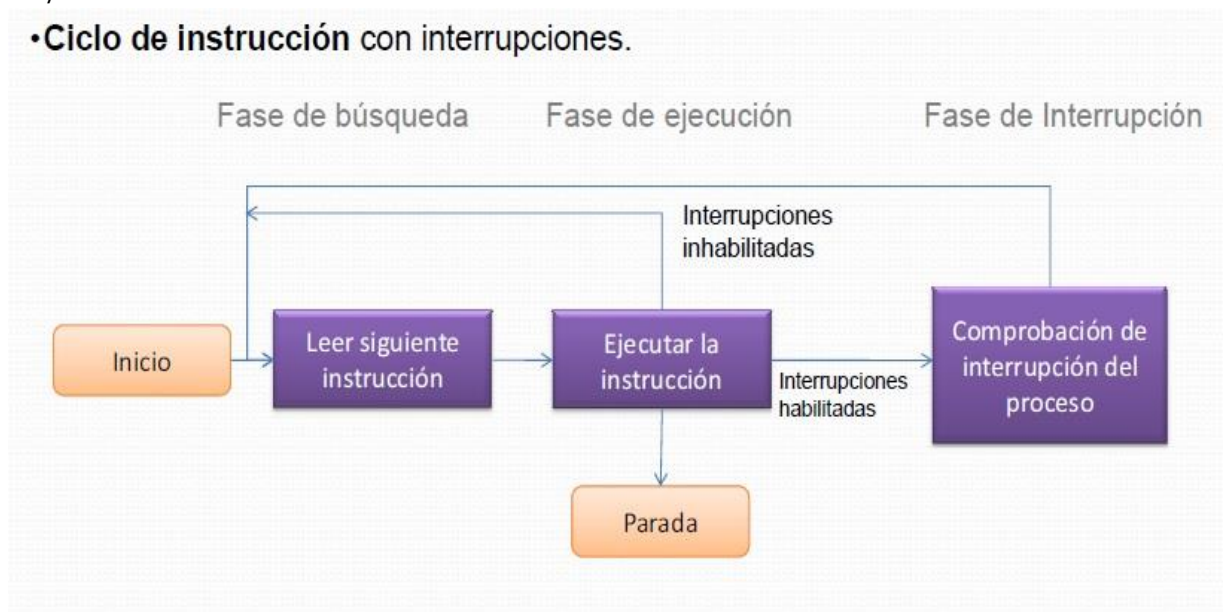 •Ciclo de instrucción con interrupciones.
Fase de búsqueda
Fase de ejecución
Fase de Interrupción
Interrupciones
inhabilitadas
Inicio
Leer siguiente
instrucción
Ejecutar la
instrucción
Interrupciones
habilitadas
Comprobación de
interrupción del
proceso
Parada